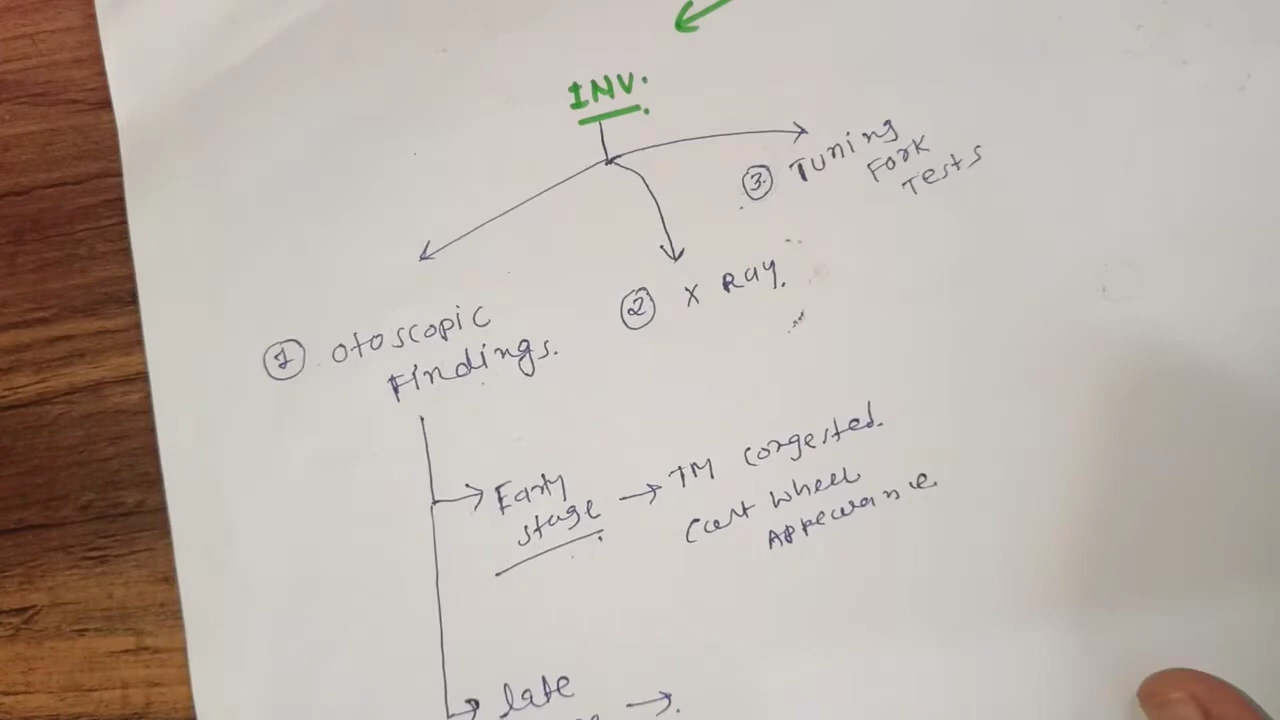 INV.
③ Tuning
Fork
Tests
② X Ray.
① Otoscopic
Findings.
Early
stage → TM congested.
Cart wheel
Appearance
late
→.